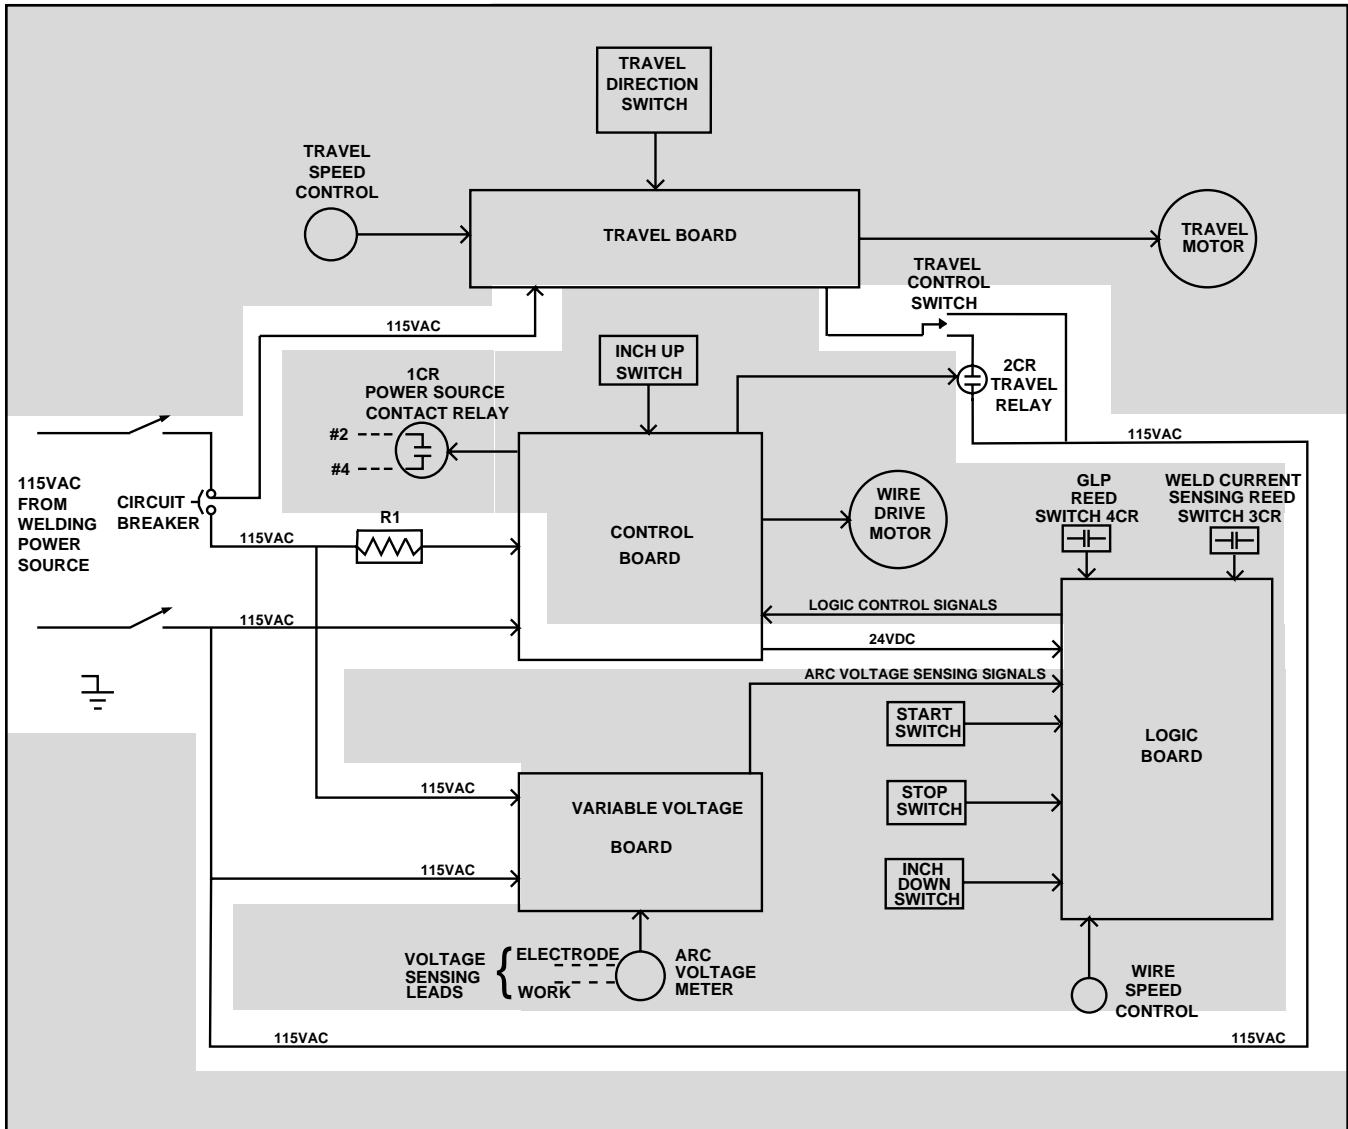 TRAVEL
DIRECTION
SWITCH
TRAVEL
SPEED
CONTROL
TRAVEL BOARD
TRAVEL
MOTOR
TRAVEL
CONTROL
SWITCH
115VAC
INCH UP
SWITCH
1CR
POWER SOURCE
CONTACT RELAY
#2
#4
2CR
TRAVEL
RELAY
115VAC
115VAC
FROM
WELDING
POWER
SOURCE
CIRCUIT
BREAKER
R1
115VAC
CONTROL
BOARD
WIRE
DRIVE
MOTOR
GLP
REED
SWITCH 4CR
WELD CURRENT
SENSING REED
SWITCH 3CR
LOGIC CONTROL SIGNALS
115VAC
24VDC
ARC VOLTAGE SENSING SIGNALS
START
SWITCH
LOGIC
BOARD
115VAC
VARIABLE VOLTAGE
BOARD
STOP
SWITCH
115VAC
INCH
DOWN
SWITCH
VOLTAGE
SENSING
LEADS
ELECTRODE
WORK
ARC
VOLTAGE
METER
WIRE
SPEED
CONTROL
115VAC
115VAC